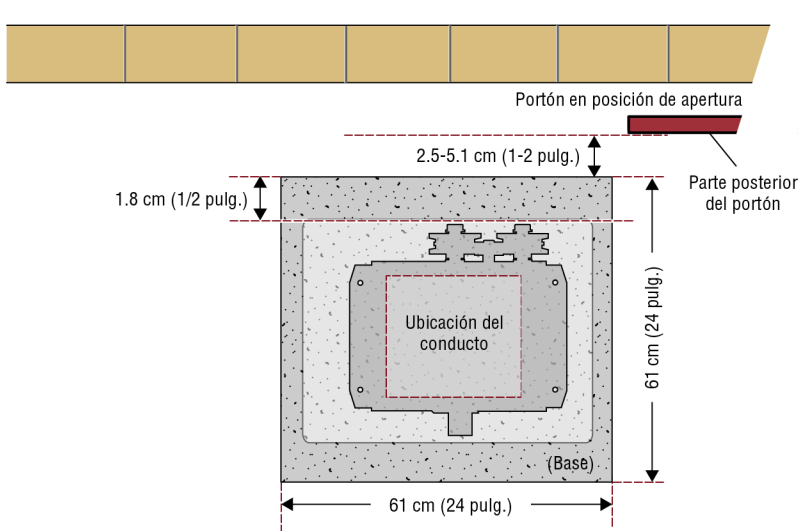 Portón en posición de apertura
2.5-5.1 cm (1-2 pulg.)
Parte posterior
del portón
1.8 cm (1/2 pulg.)
Ubicación del
conducto
61 cm (24 pulg.)
(Base)
61 cm (24 pulg.)